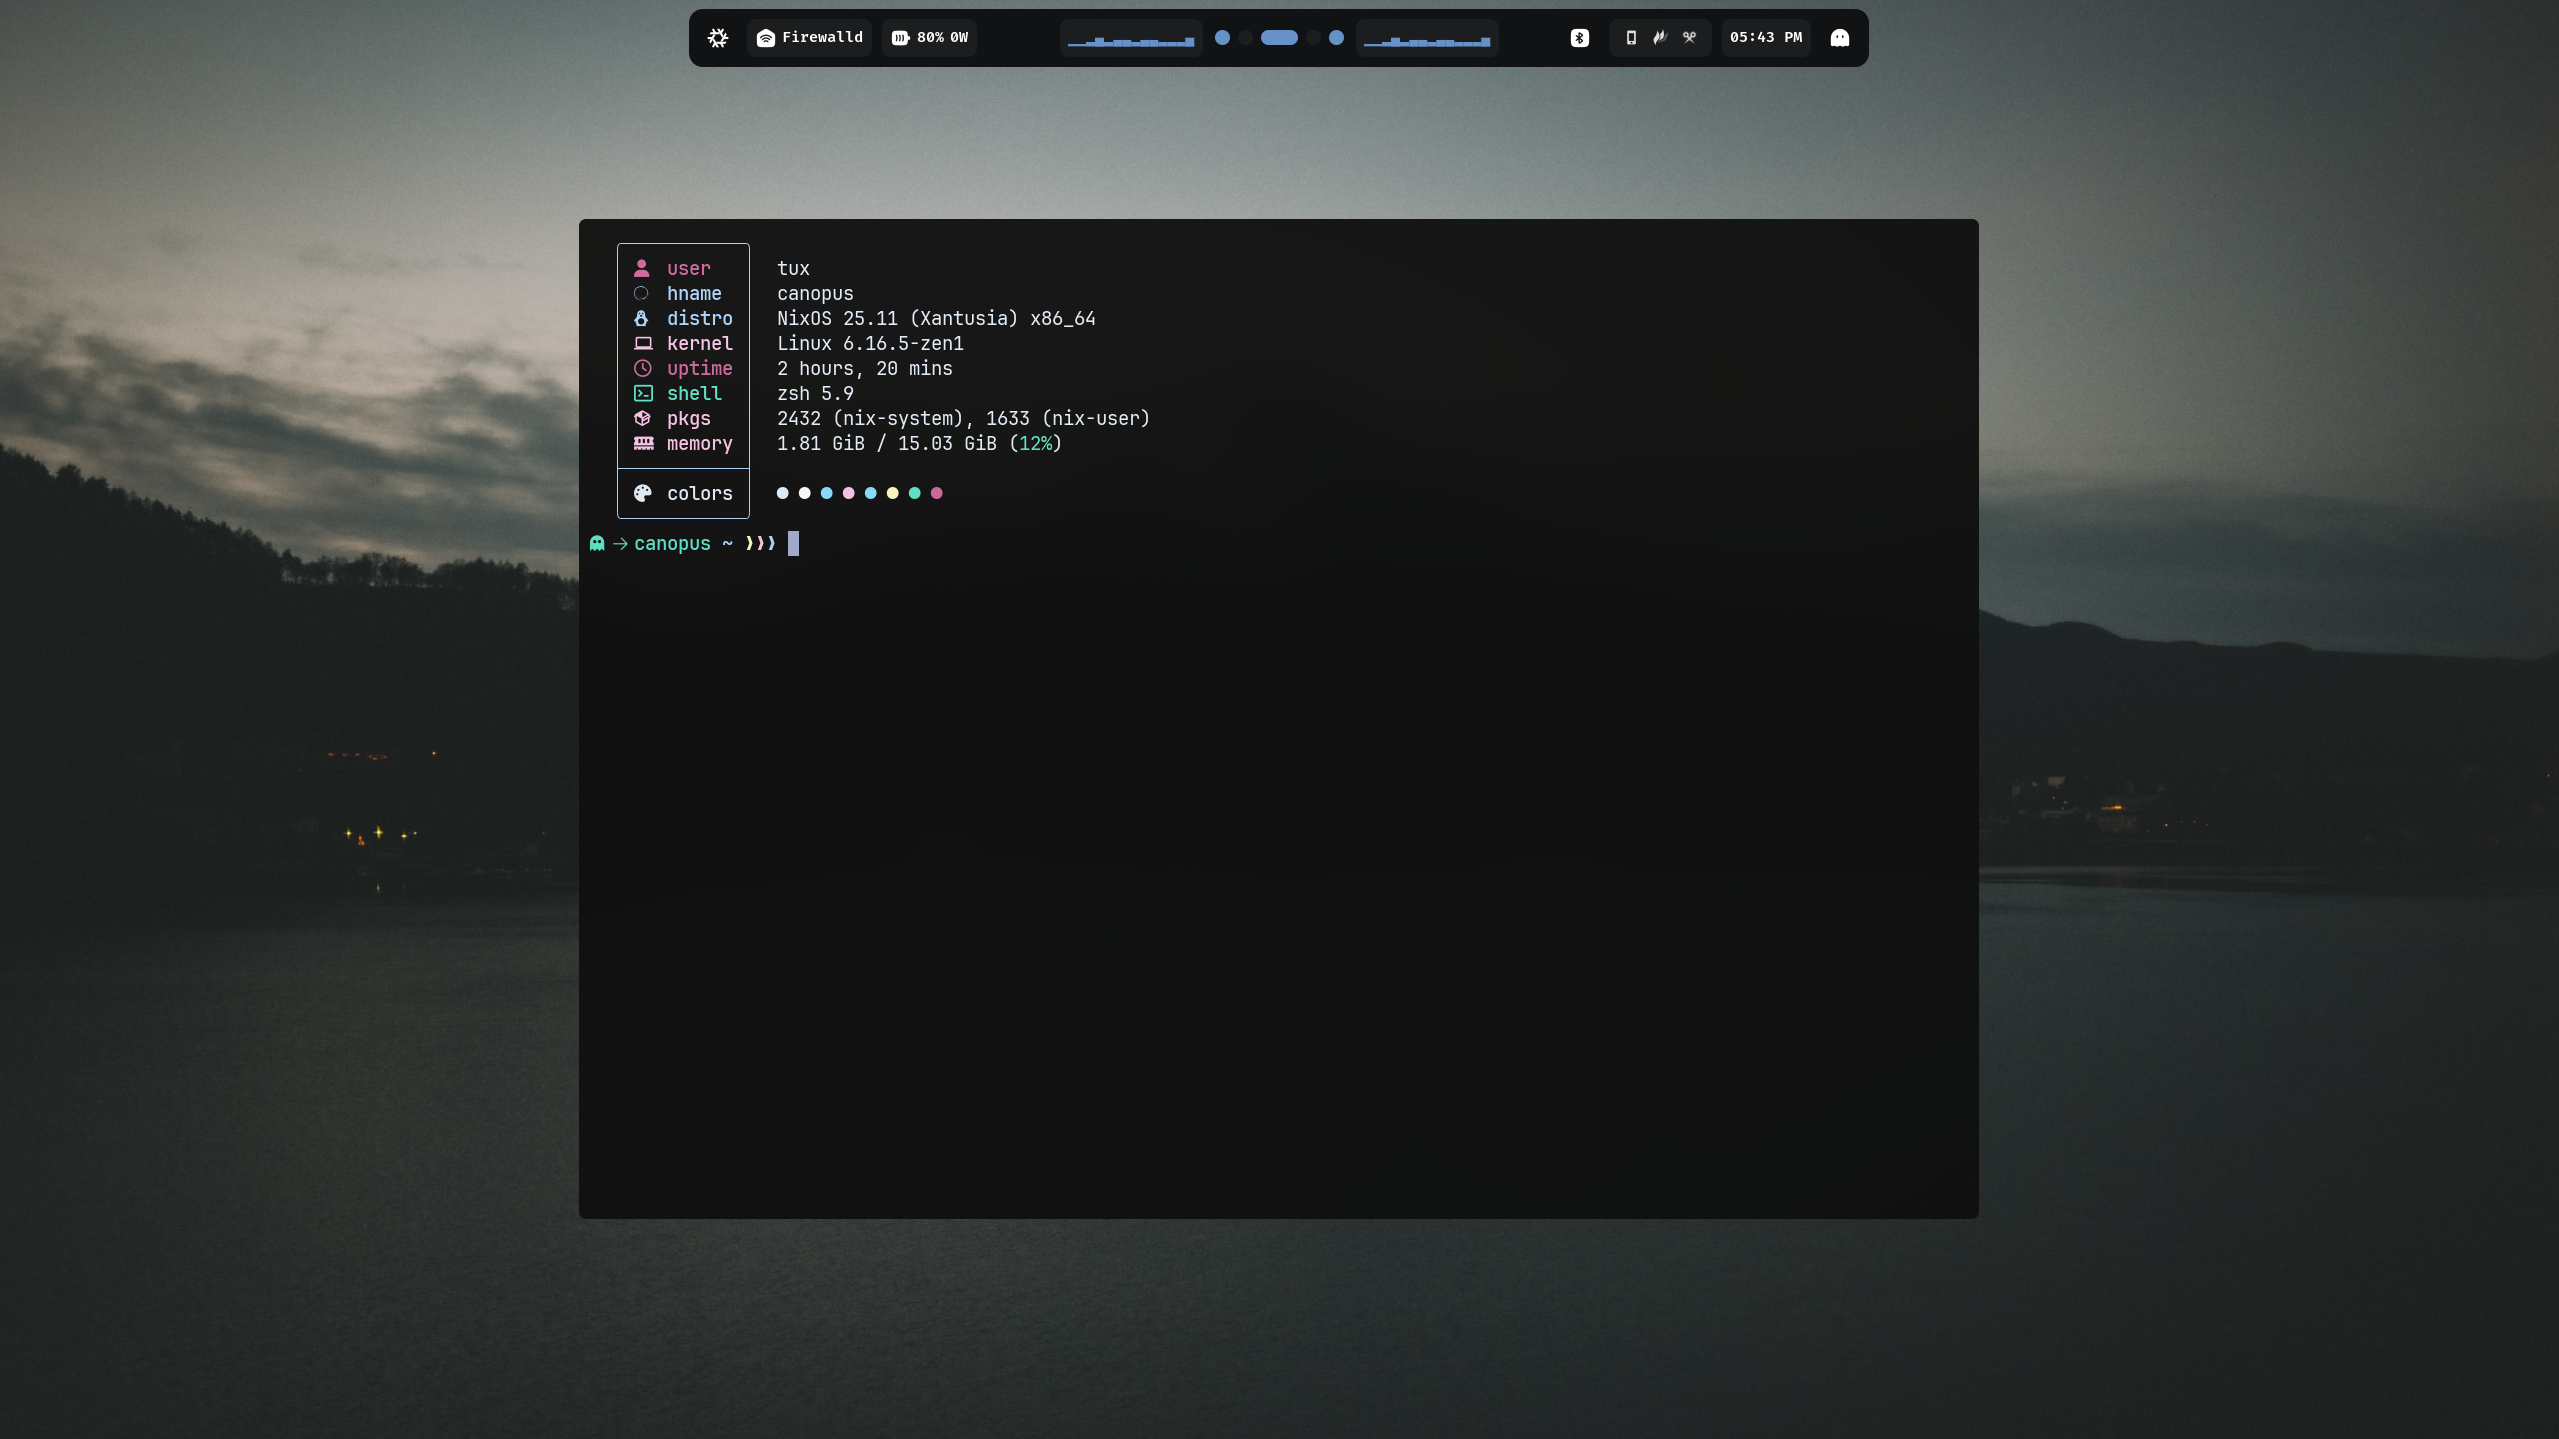 Firewalld 80% 0W 05:43 PM
user tux
hname canopus
distro NixOS 25.11 (Xantusia) x86_64
kernel Linux 6.16.5-zen1
uptime 2 hours, 20 mins
shell zsh 5.9
pkgs 2432 (nix-system), 1633 (nix-user)
memory 1.81 GiB / 15.03 GiB (12%)
colors
→ canopus ~ ❯❯❯